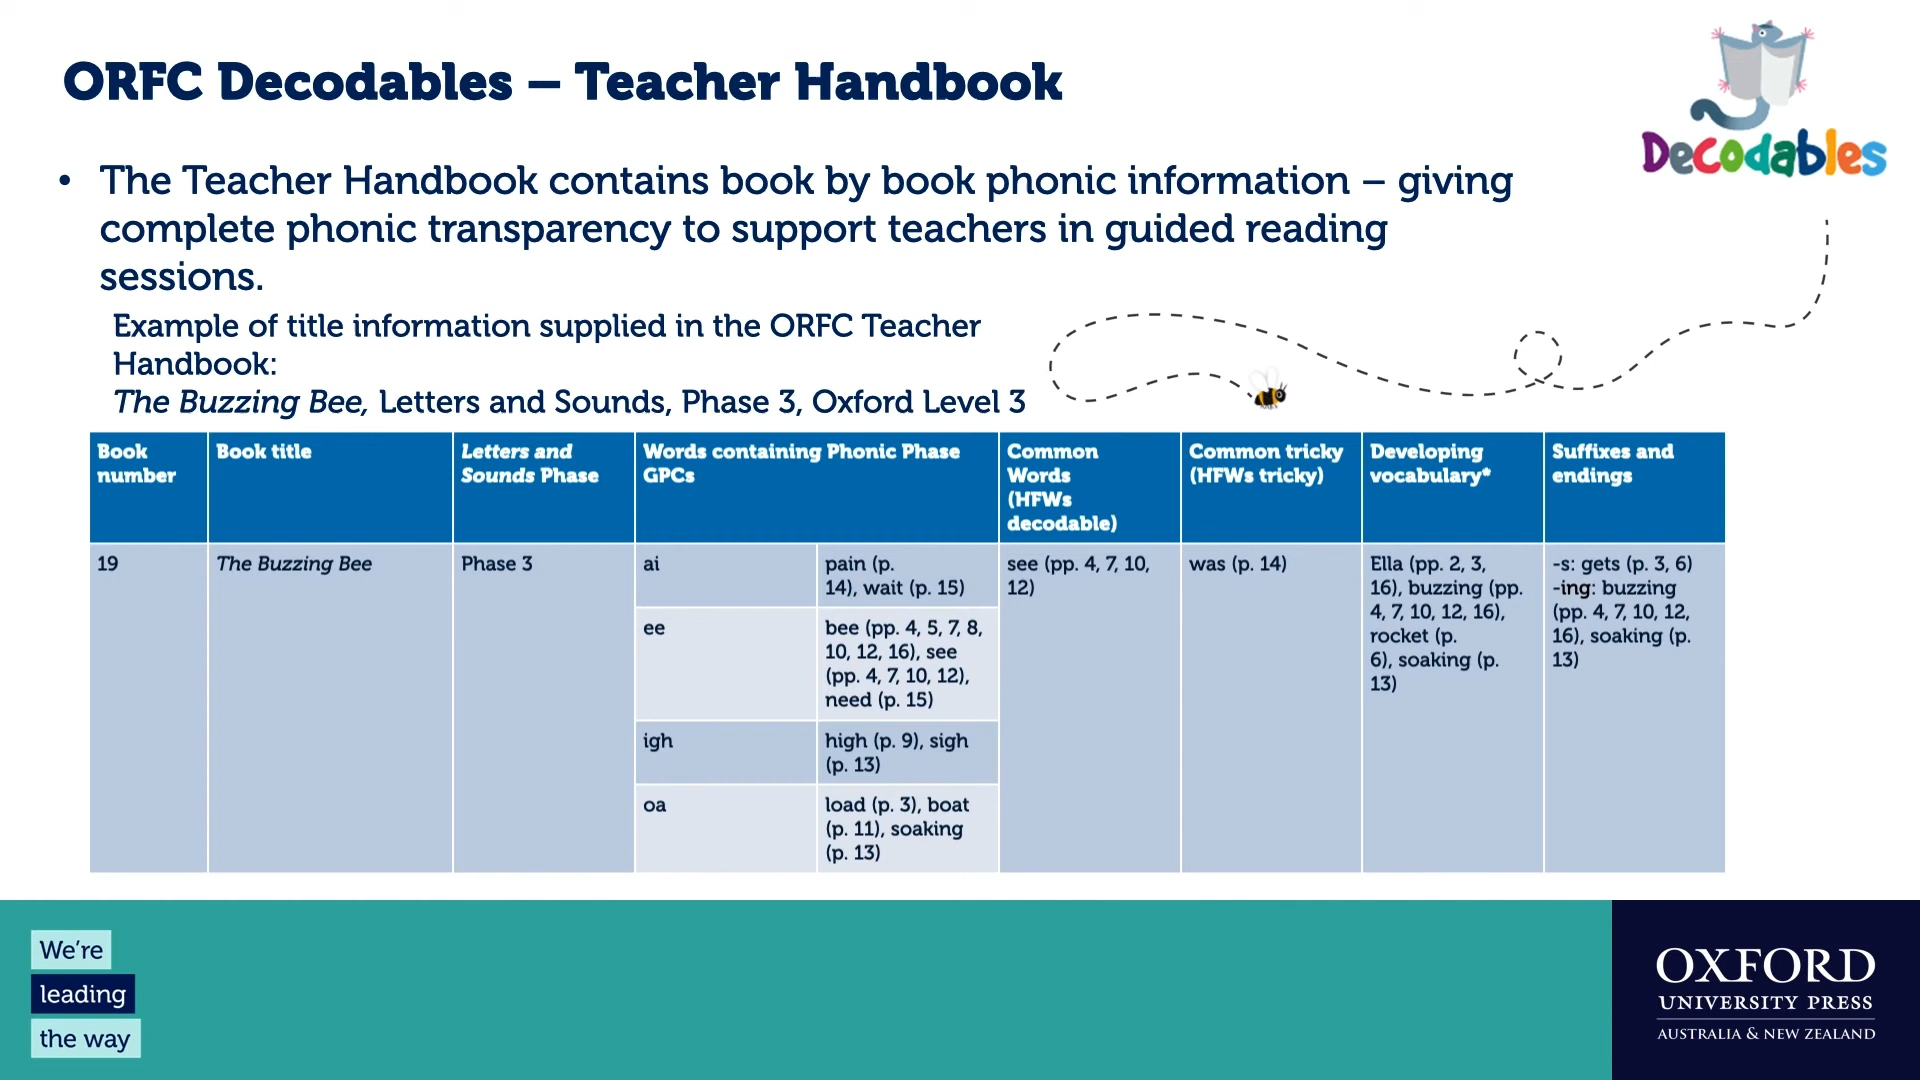 ORFC Decodables – Teacher Handbook
Decodables
• The Teacher Handbook contains book by book phonic information – giving
complete phonic transparency to support teachers in guided reading
sessions.
Example of title information supplied in the ORFC Teacher
Handbook:
The Buzzing Bee, Letters and Sounds, Phase 3, Oxford Level 3
Book
number
Book title
Letters and
Sounds Phase
Words containing Phonic Phase
GPCs
Common
Words
(HFWs
decodable)
Common tricky
(HFWs tricky)
Developing
vocabulary*
Suffixes and
endings
19
The Buzzing Bee
Phase 3
ai
pain (p.
14), wait (p. 15)
ee
bee (pp. 4, 5, 7, 8,
10, 12, 16), see
(pp. 4, 7, 10, 12),
need (p. 15)
igh
high (p. 9), sigh
(p. 13)
oa
load (p. 3), boat
(p. 11), soaking
(p. 13)
see (pp. 4, 7, 10,
12)
was (p. 14)
Ella (pp. 2, 3,
16), buzzing (pp.
4, 7, 10, 12, 16),
rocket (p.
6), soaking (p.
13)
-s: gets (p. 3, 6)
-ing: buzzing
(pp. 4, 7, 10, 12,
16), soaking (p.
13)
We're
leading
the way
OXFORD
UNIVERSITY PRESS
AUSTRALIA & NEW ZEALAND